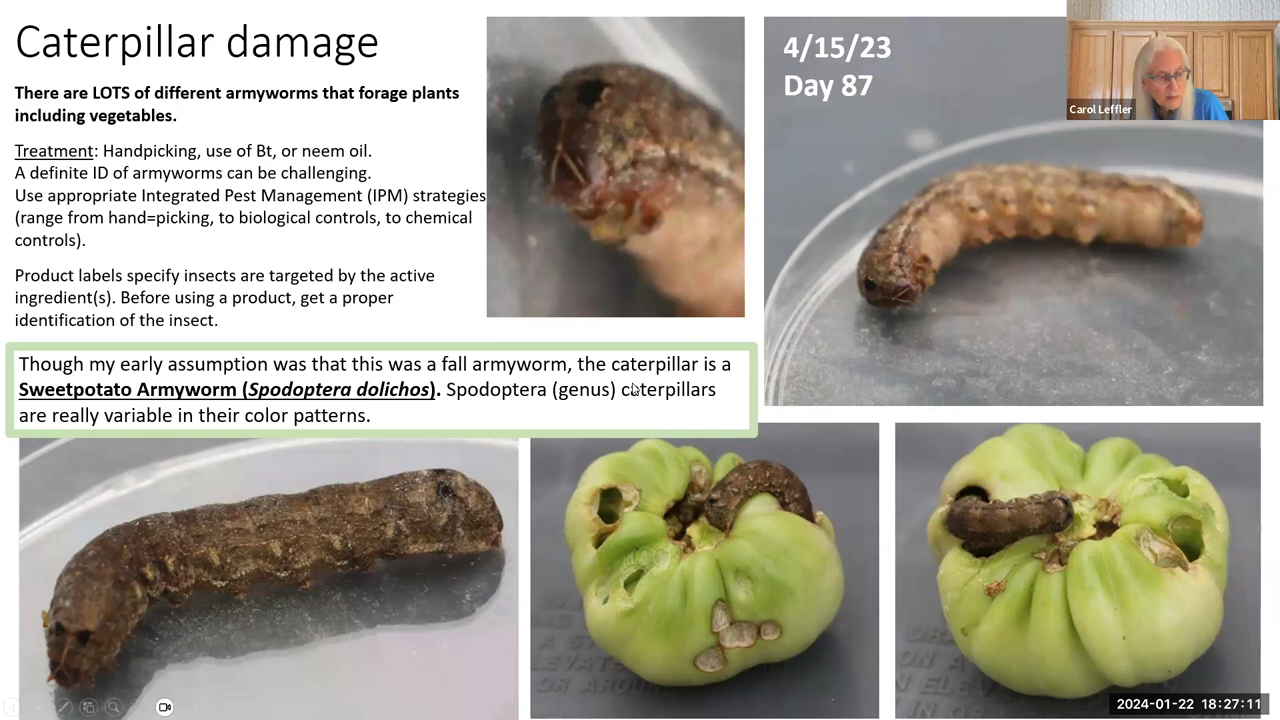 Caterpillar damage
There are LOTS of different armyworms that forage plants
including vegetables.
Treatment: Handpicking, use of Bt, or neem oil.
A definite ID of armyworms can be challenging.
Use appropriate Integrated Pest Management (IPM) strategies
(range from hand=picking, to biological controls, to chemical
controls).
Product labels specify insects are targeted by the active
ingredient(s). Before using a product, get a proper
identification of the insect.
4/15/23
Day 87
Carol Leffler
Though my early assumption was that this was a fall armyworm, the caterpillar is a
Sweetpotato Armyworm (Spodoptera dolichos). Spodoptera (genus) caterpillars
are really variable in their color patterns.
2024-01-22 18:27:11